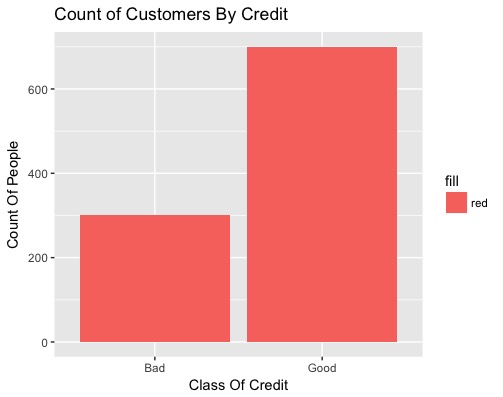 Count of Customers By Credit
600
400
200
0
Count Of People
Bad
Good
Class Of Credit
fill
red